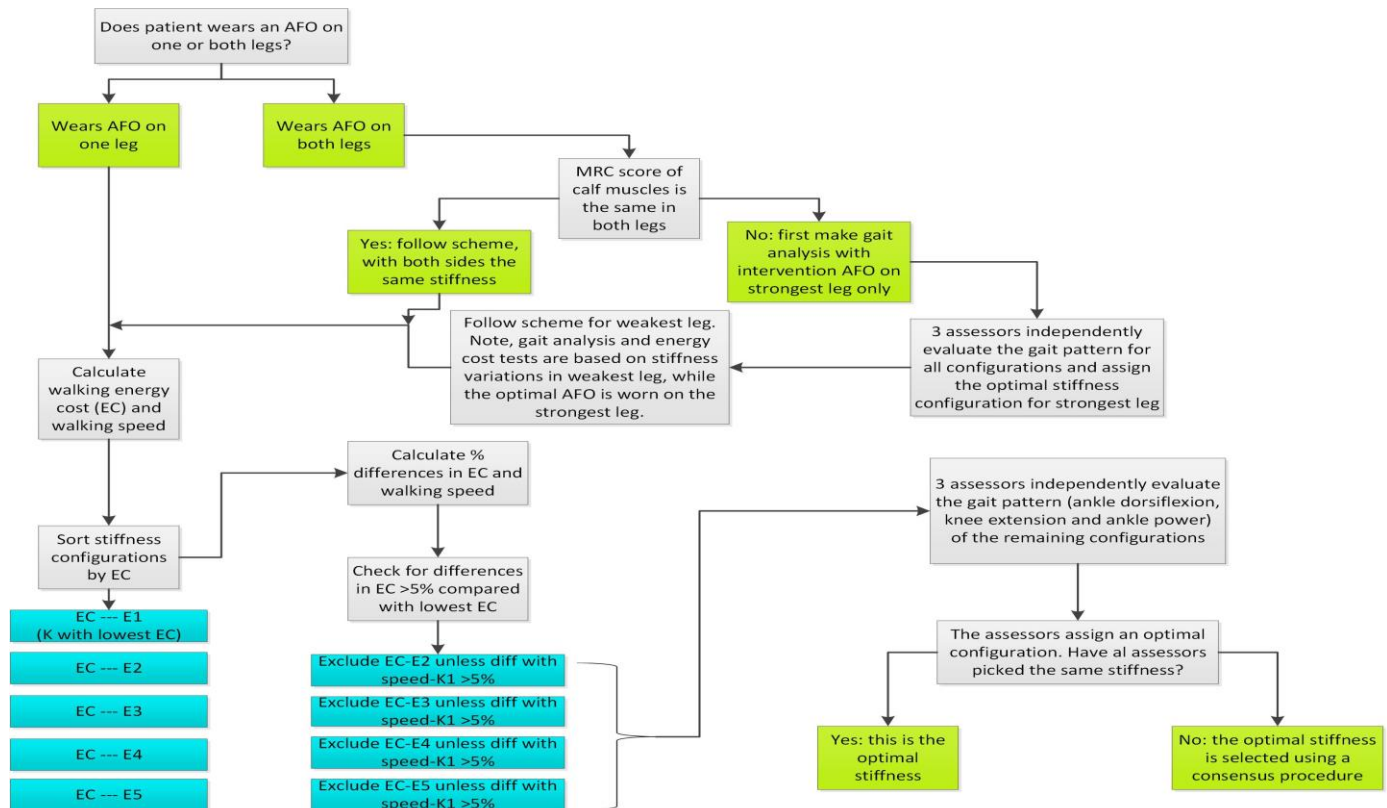 Does patient wears an AFO on
one or both legs?
Wears AFO on
one leg
Wears AFO on
both legs
MRC score of
calf muscles is
the same in
both legs
Yes: follow scheme,
with both sides the
same stiffness
No: first make gait
analysis with
intervention AFO on
strongest leg only
3 assessors independently
evaluate the gait pattern for
all configurations and assign
the optimal stiffness
configuration for strongest leg
Follow scheme for weakest leg.
Note, gait analysis and energy
cost tests are based on stiffness
variations in weakest leg, while
the optimal AFO is worn on the
strongest leg.
Calculate
walking energy
cost (EC) and
walking speed
Sort stiffness
configurations
by EC
EC --- E1
(K with lowest EC)
EC --- E2
EC --- E3
EC --- E4
EC --- E5
Calculate %
differences in EC and
walking speed
Check for differences
in EC >5% compared
with lowest EC
Exclude EC-E2 unless diff with
speed-K1 >5%
Exclude EC-E3 unless diff with
speed-K1 >5%
Exclude EC-E4 unless diff with
speed-K1 >5%
Exclude EC-E5 unless diff with
speed-K1 >5%
3 assessors independently evaluate
the gait pattern (ankle dorsiflexion,
knee extension and ankle power)
of the remaining configurations
The assessors assign an optimal
configuration. Have al assessors
picked the same stiffness?
Yes: this is the
optimal
stiffness
No: the optimal stiffness
is selected using a
consensus procedure